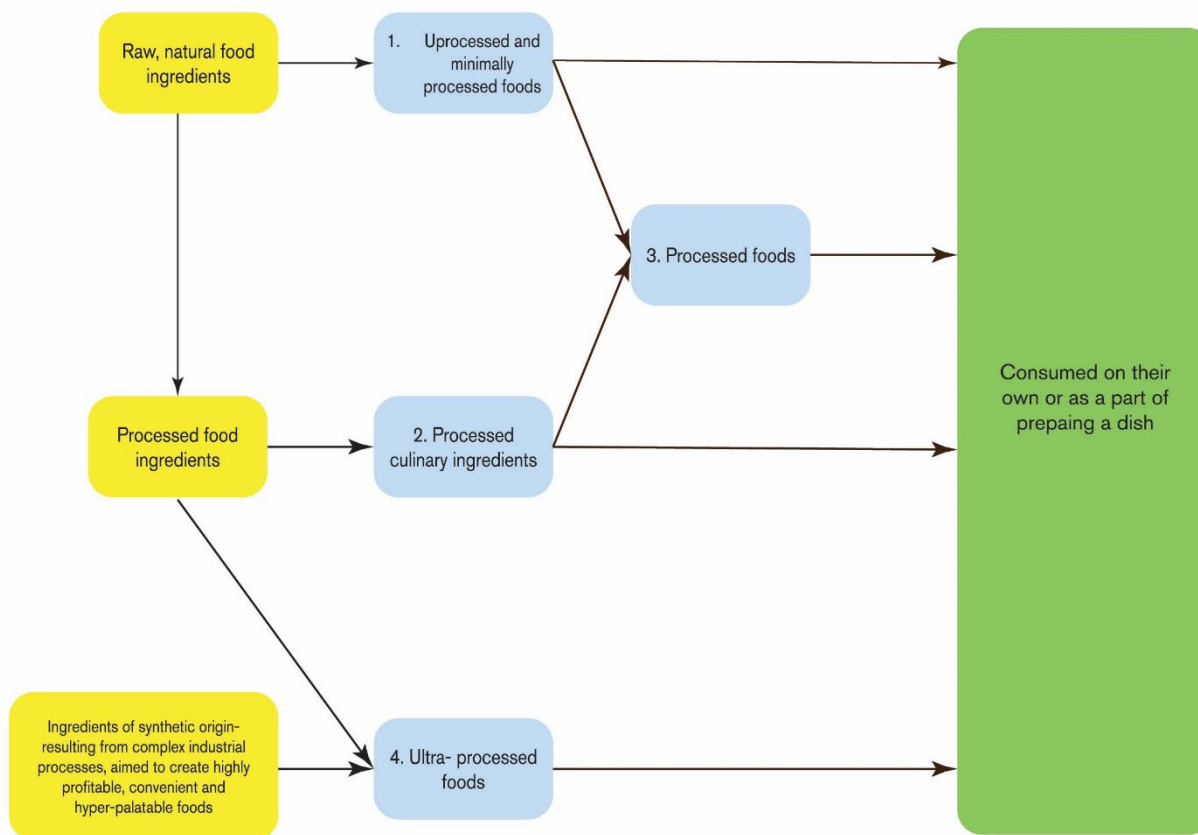 Raw, natural food
ingredients
1. Uprocessed and
minimally
processed foods
3. Processed foods
Consumed on their
own or as a part of
prepaing a dish
Processed food
ingredients
2. Processed
culinary ingredients
Ingredients of synthetic origin-
resulting from complex industrial
processes, aimed to create highly
profitable, convenient and
hyper-palatable foods
4. Ultra- processed
foods